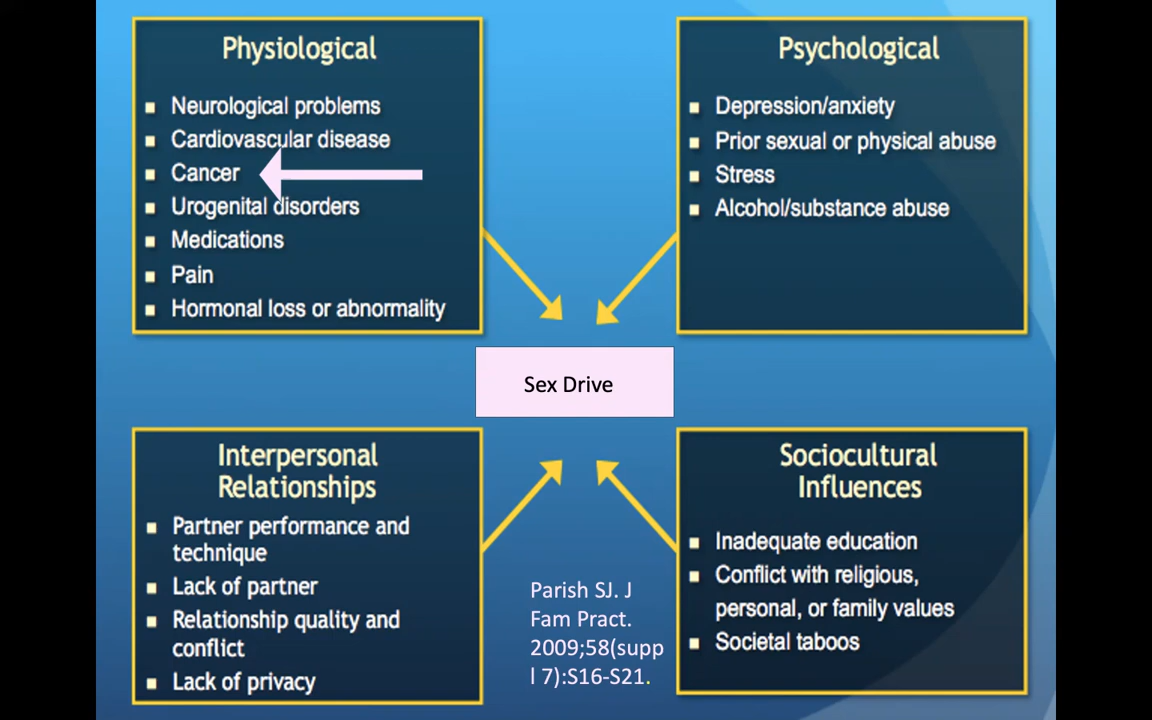 Physiological
Neurological problems
Cardiovascular disease
Cancer
Urogenital disorders
Medications
Pain
Hormonal loss or abnormality
Psychological
Depression/anxiety
Prior sexual or physical abuse
Stress
Alcohol/substance abuse
Sex Drive
Interpersonal
Relationships
Partner performance and
technique
Lack of partner
Relationship quality and
conflict
Lack of privacy
Parish SJ. J
Fam Pract.
2009;58(supp
l 7):S16-S21.
Sociocultural
Influences
Inadequate education
Conflict with religious,
personal, or family values
Societal taboos